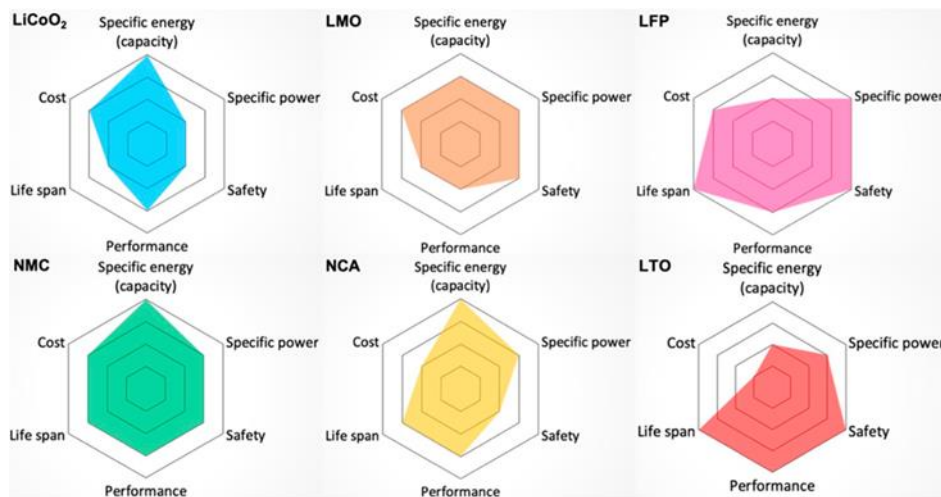 LiCoO₂
Specific energy
(capacity)
Cost
Specific power
Life span
Safety
Performance
LMO
Specific energy
(capacity)
Cost
Specific power
Life span
Safety
Performance
LFP
Specific energy
(capacity)
Cost
Specific power
Life span
Safety
Performance
NMC
Specific energy
(capacity)
Cost
Specific power
Life span
Safety
Performance
NCA
Specific energy
(capacity)
Cost
Specific power
Life span
Safety
Performance
LTO
Specific energy
(capacity)
Cost
Specific power
Life span
Safety
Performance